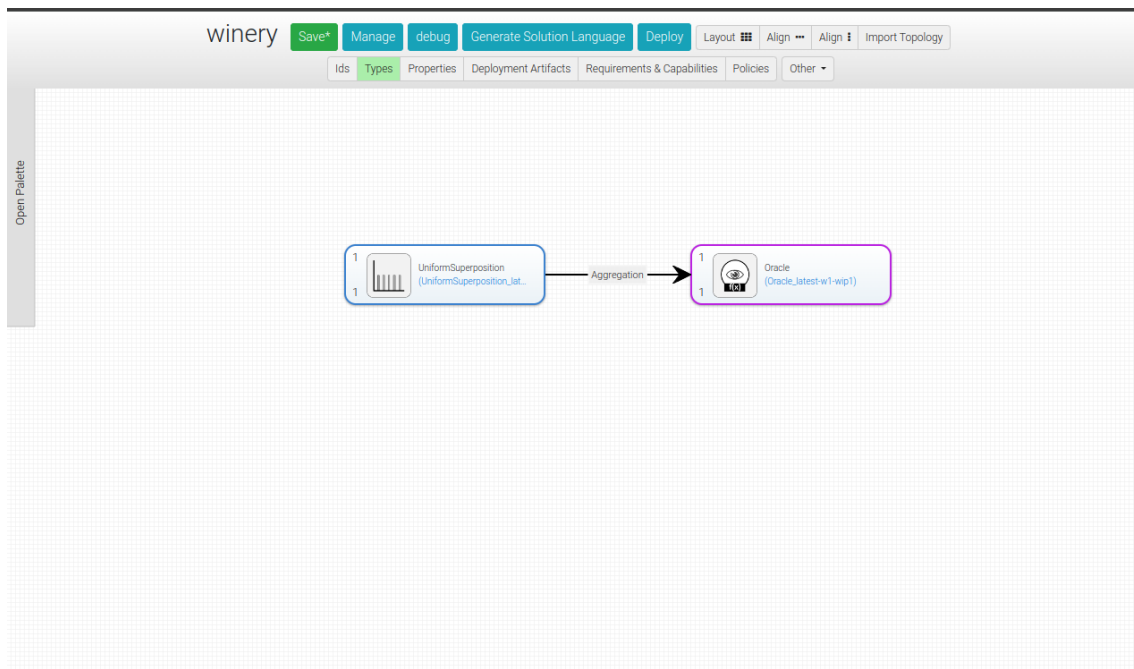 winery Save* Manage debug Generate Solution Language Deploy Layout Align Align Import Topology
Ids Types Properties Deployment Artifacts Requirements & Capabilities Policies Other
Open Palette
1 UniformSuperposition
(UniformSuperposition_lat...
1
Aggregation
1 Oracle
(Oracle_latest-w1-wip1)
1
f(x)